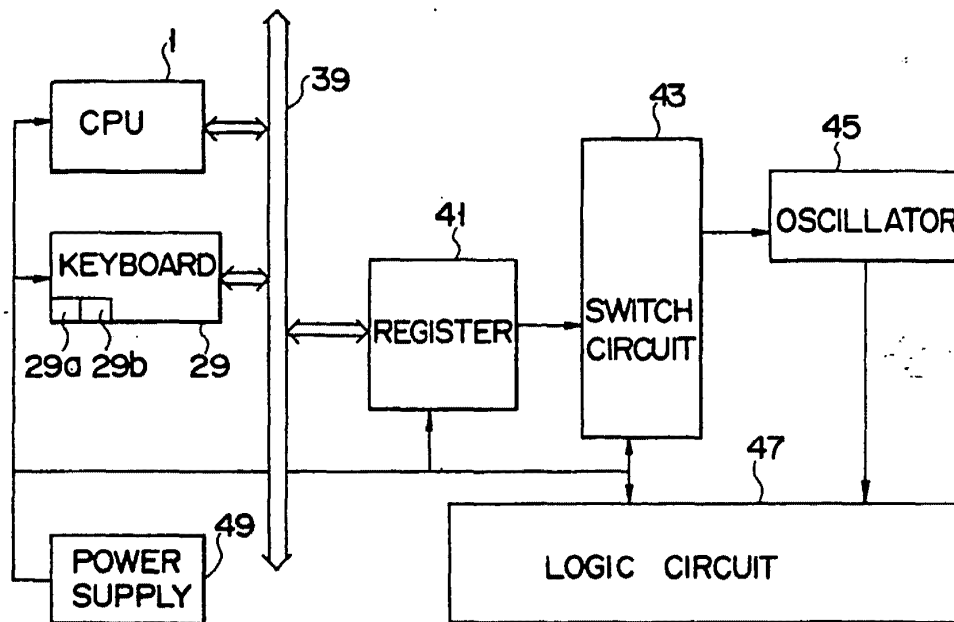 1
CPU
39
43
45
OSCILLATOR
41
KEYBOARD
29a 29b 29
REGISTER
SWITCH
CIRCUIT
47
49
POWER
SUPPLY
LOGIC CIRCUIT